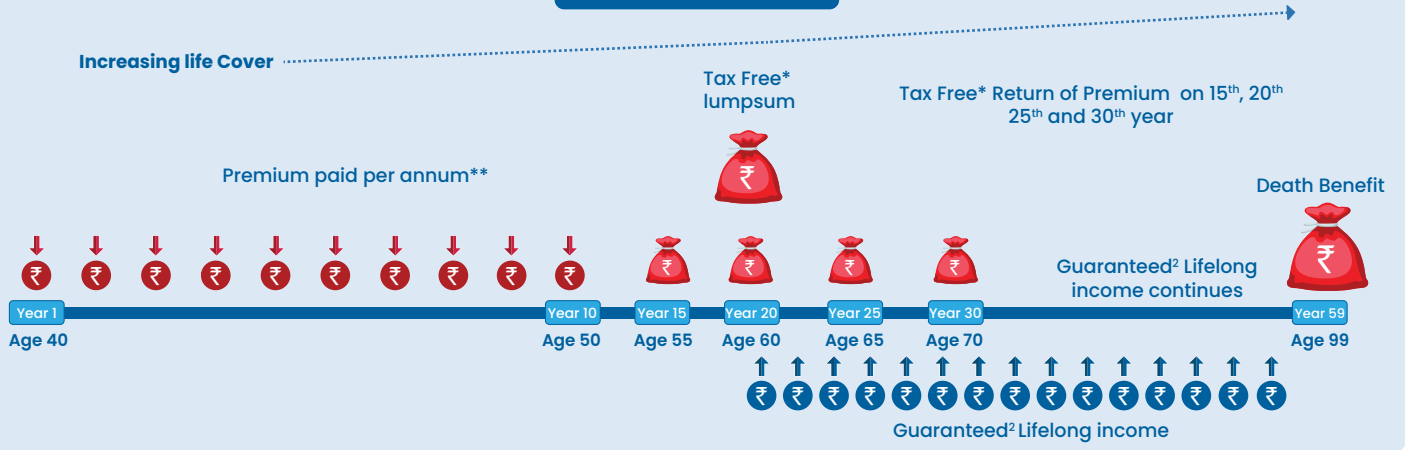 Increasing life Cover
Tax Free*
lumpsum
Tax Free* Return of Premium on 15th, 20th
25th and 30th year
Premium paid per annum**
Death Benefit
₹ ₹ ₹ ₹ ₹ ₹ ₹ ₹ ₹ ₹ ₹ ₹ ₹ ₹ ₹ ₹
Guaranteed² Lifelong
income continues
Year 1 Year 10 Year 15 Year 20 Year 25 Year 30 Year 59
Age 40 Age 50 Age 55 Age 60 Age 65 Age 70 Age 99
₹ ₹ ₹ ₹ ₹ ₹ ₹ ₹ ₹ ₹ ₹ ₹ ₹ ₹ ₹
Guaranteed² Lifelong income